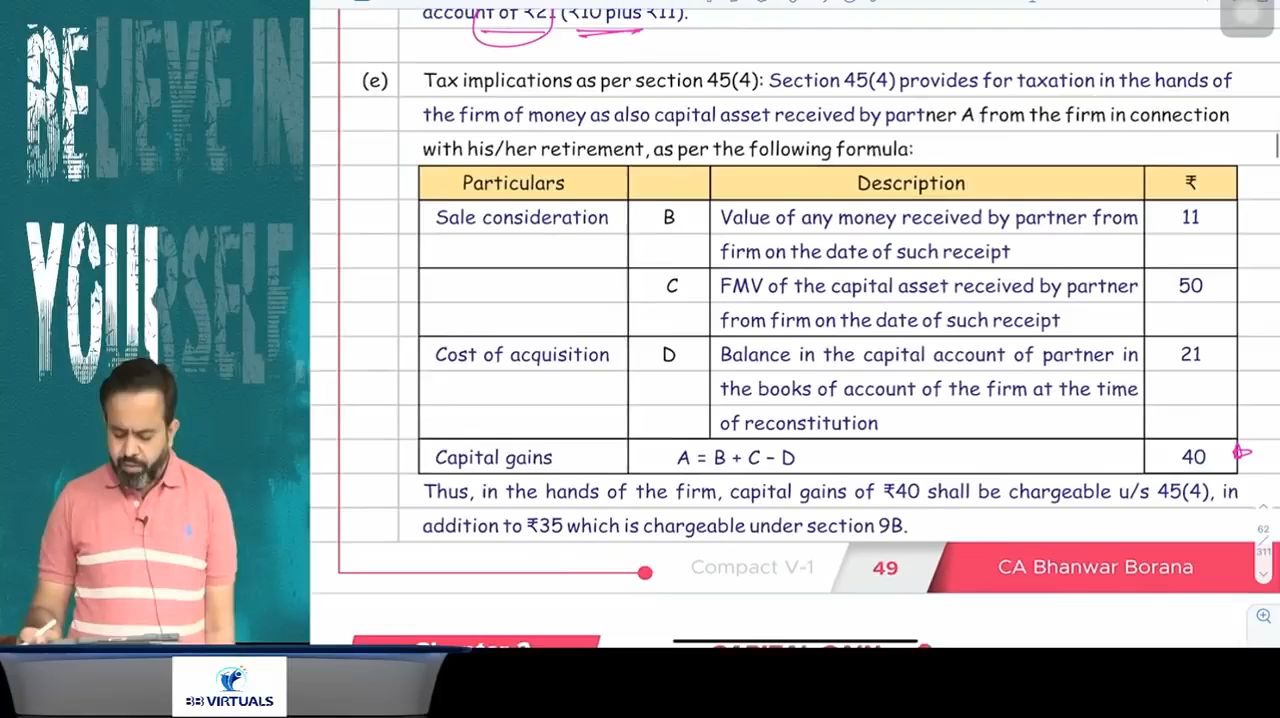 BELIEVE IN
YOURSELF.
account of ₹21 (₹10 plus ₹11).
(e) Tax implications as per section 45(4): Section 45(4) provides for taxation in the hands of
the firm of money as also capital asset received by partner A from the firm in connection
with his/her retirement, as per the following formula:
Particulars Description ₹
Sale consideration B Value of any money received by partner from 11
firm on the date of such receipt
C FMV of the capital asset received by partner 50
from firm on the date of such receipt
Cost of acquisition D Balance in the capital account of partner in 21
the books of account of the firm at the time
of reconstitution
Capital gains A = B + C - D 40
Thus, in the hands of the firm, capital gains of ₹40 shall be chargeable u/s 45(4), in
addition to ₹35 which is chargeable under section 9B.
62
311
Compact V-1 49 CA Bhanwar Borana
CAPITAL GAIN
BB VIRTUALS